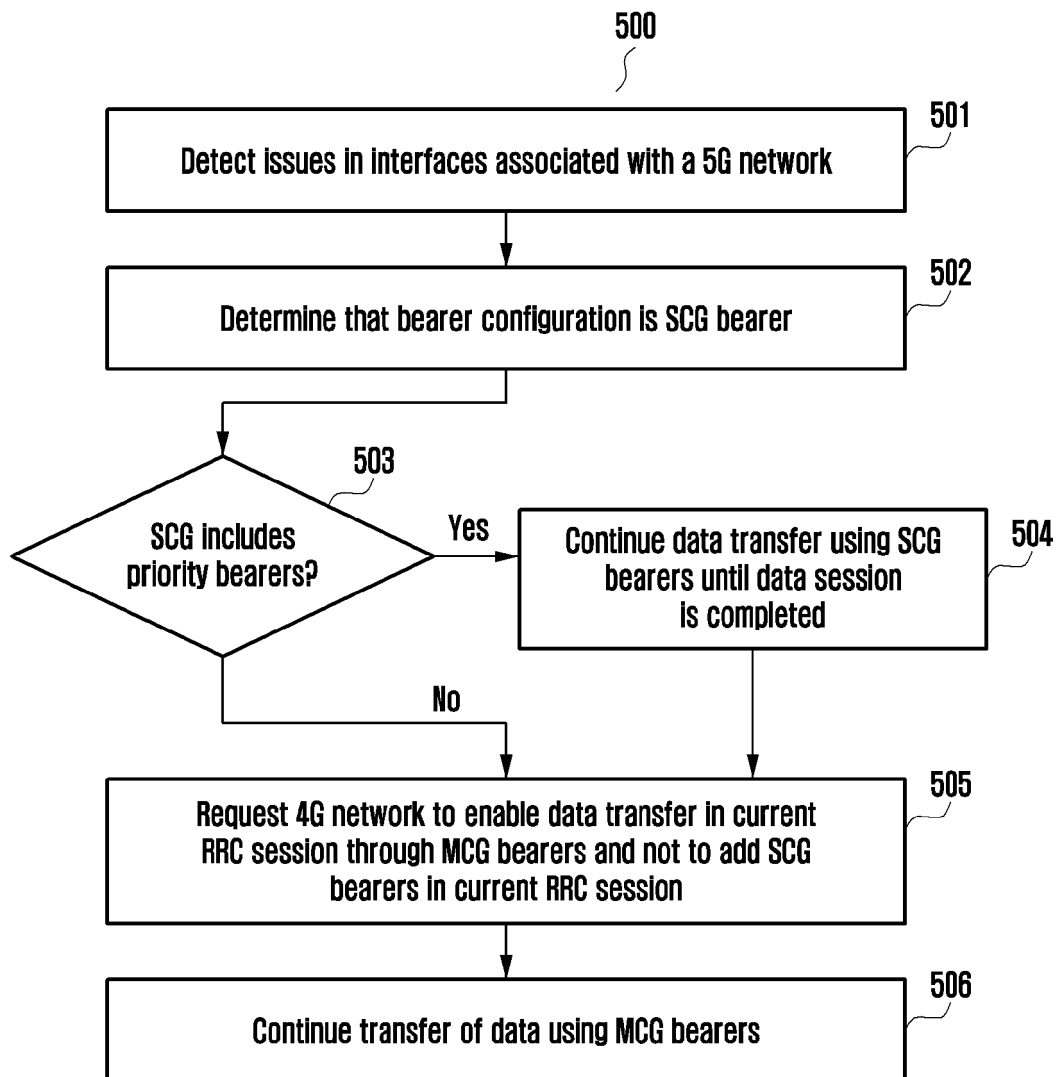 500
501
Detect issues in interfaces associated with a 5G network
502
Determine that bearer configuration is SCG bearer
503
SCG includes
priority bearers?
Yes
504
Continue data transfer using SCG
bearers until data session
is completed
No
505
Request 4G network to enable data transfer in current
RRC session through MCG bearers and not to add SCG
bearers in current RRC session
506
Continue transfer of data using MCG bearers